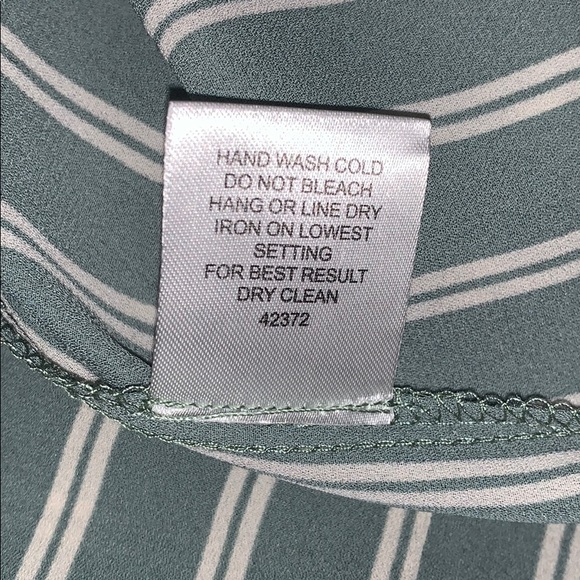 HAND WASH COLD
DO NOT BLEACH
HANG OR LINE DRY
IRON ON LOWEST
SETTING
FOR BEST RESULT
DRY CLEAN
42372